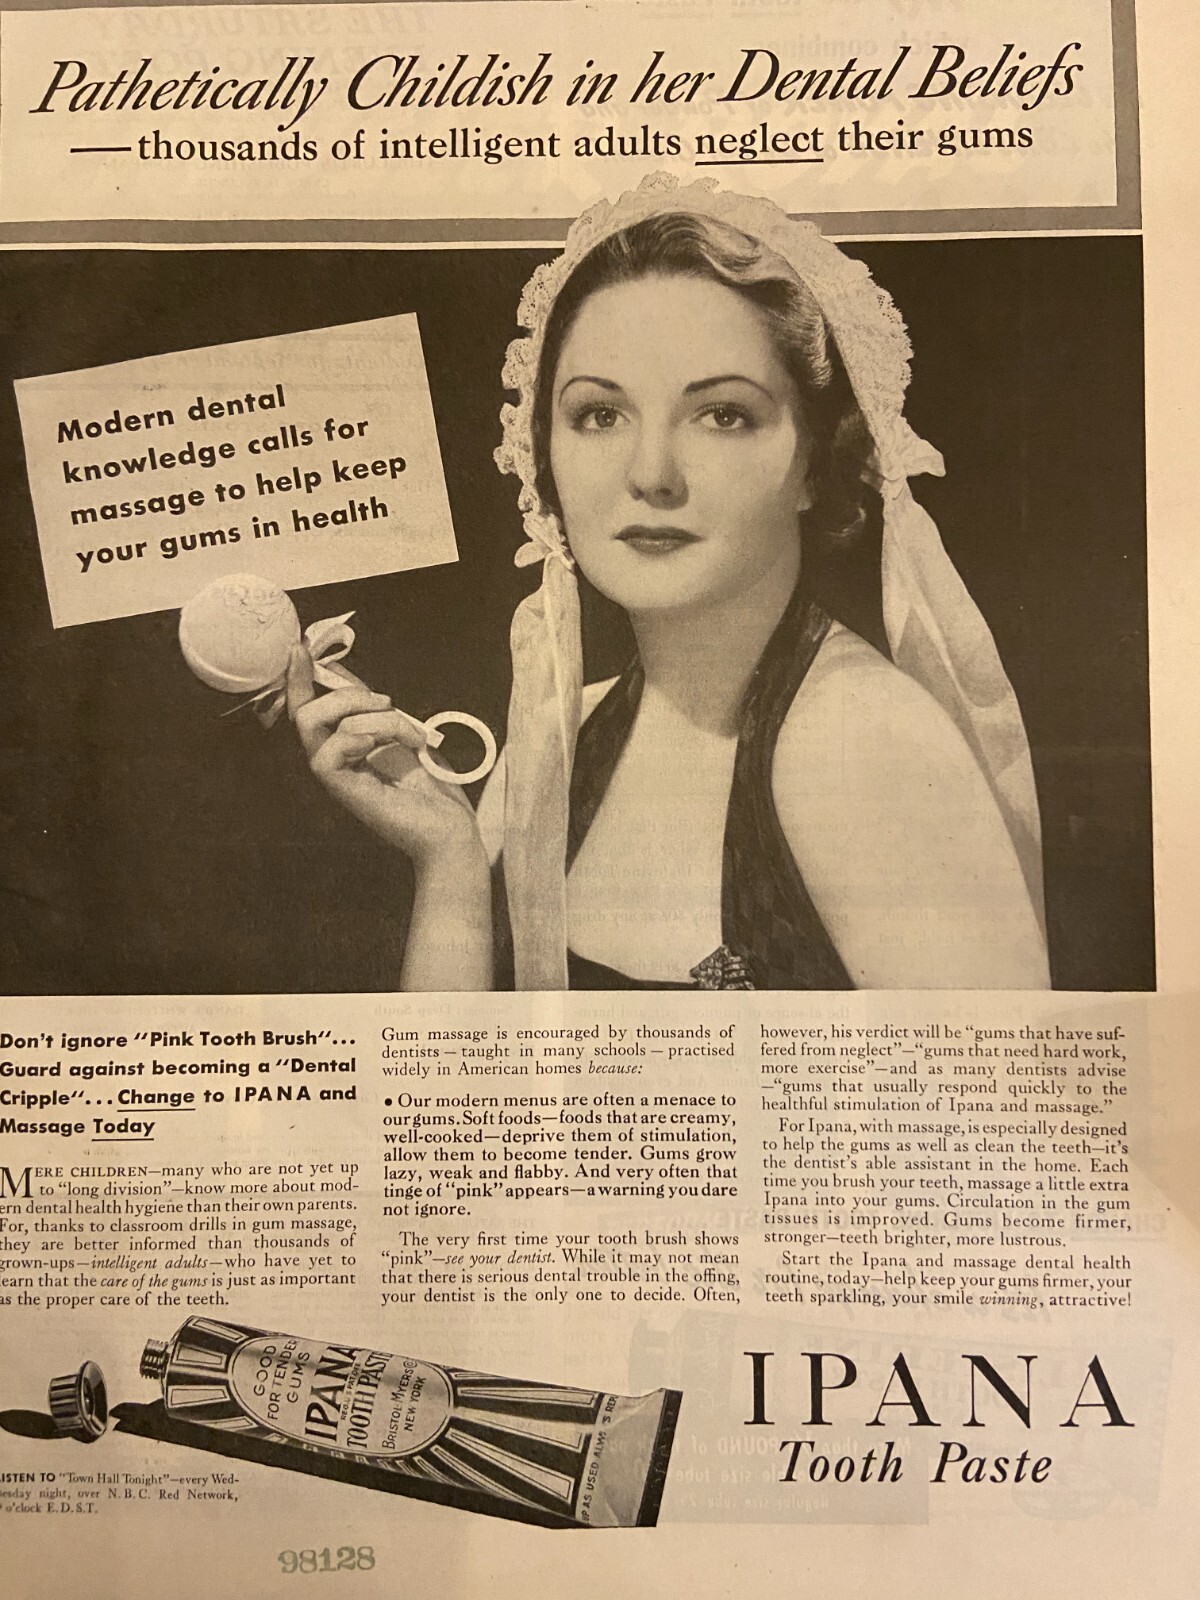 Pathetically Childish in her Dental Beliefs
—thousands of intelligent adults neglect their gums
Modern dental
knowledge calls for
massage to help keep
your gums in health
Don't ignore "Pink Tooth Brush"...
Guard against becoming a "Dental
Cripple"...Change to IPANA and
Massage Today
MERE CHILDREN—many who are not yet up
to "long division"—know more about mod-
ern dental health hygiene than their own parents.
For, thanks to classroom drills in gum massage,
they are better informed than thousands of
grown-ups—intelligent adults—who have yet to
learn that the care of the gums is just as important
as the proper care of the teeth.
Gum massage is encouraged by thousands of
dentists—taught in many schools—practised
widely in American homes because:
• Our modern menus are often a menace to
our gums. Soft foods—foods that are creamy,
well-cooked—deprive them of stimulation,
allow them to become tender. Gums grow
lazy, weak and flabby. And very often that
tinge of "pink" appears—a warning you dare
not ignore.
The very first time your tooth brush shows
"pink"—see your dentist. While it may not mean
that there is serious dental trouble in the offing,
your dentist is the only one to decide. Often,
however, his verdict will be "gums that have suf-
fered from neglect"—"gums that need hard work,
more exercise"—and as many dentists advise
—"gums that usually respond quickly to the
healthful stimulation of Ipana and massage."
For Ipana, with massage, is especially designed
to help the gums as well as clean the teeth—it's
the dentist's able assistant in the home. Each
time you brush your teeth, massage a little extra
Ipana into your gums. Circulation in the gum
tissues is improved. Gums become firmer,
stronger—teeth brighter, more lustrous.
Start the Ipana and massage dental health
routine, today—help keep your gums firmer, your
teeth sparkling, your smile winning, attractive!
GOOD
FOR TENDER
GUMS
IPANA
REG. U.S. PAT. OFF.
TOOTH PASTE
BRISTOL-MYERS Co
NEW YORK
UP AS USED ALWAYS
LISTEN TO "Town Hall Tonight"—every Wed-
nesday night, over N.B.C. Red Network,
o'clock E.D.S.T.
IPANA
Tooth Paste
98128